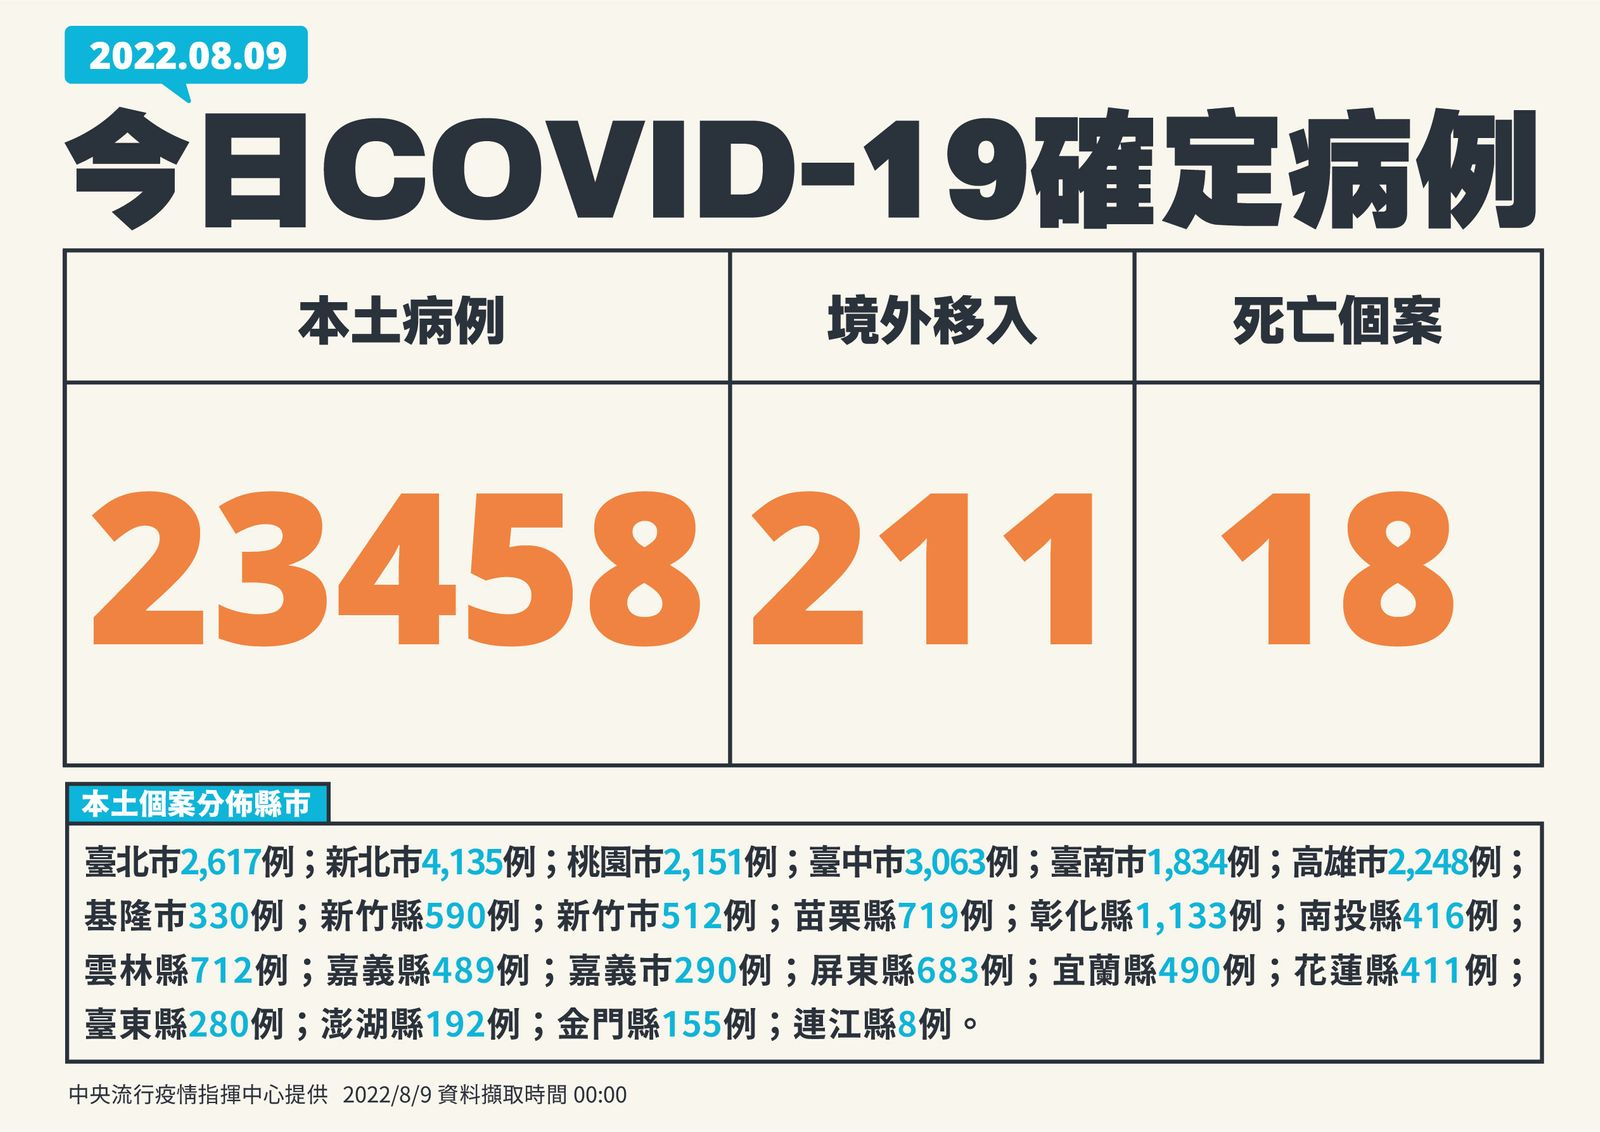 2022.08.09
今日COVID-19確定病例
本土病例 境外移入 死亡個案
23458 211 18
本土個案分佈縣市
臺北市2,617例；新北市4,135例；桃園市2,151例；臺中市3,063例；臺南市1,834例；高雄市2,248例；
基隆市330例；新竹縣590例；新竹市512例；苗栗縣719例；彰化縣1,133例；南投縣416例；
雲林縣712例；嘉義縣489例；嘉義市290例；屏東縣683例；宜蘭縣490例；花蓮縣411例；
臺東縣280例；澎湖縣192例；金門縣155例；連江縣8例。
中央流行疫情指揮中心提供 2022/8/9 資料擷取時間 00:00